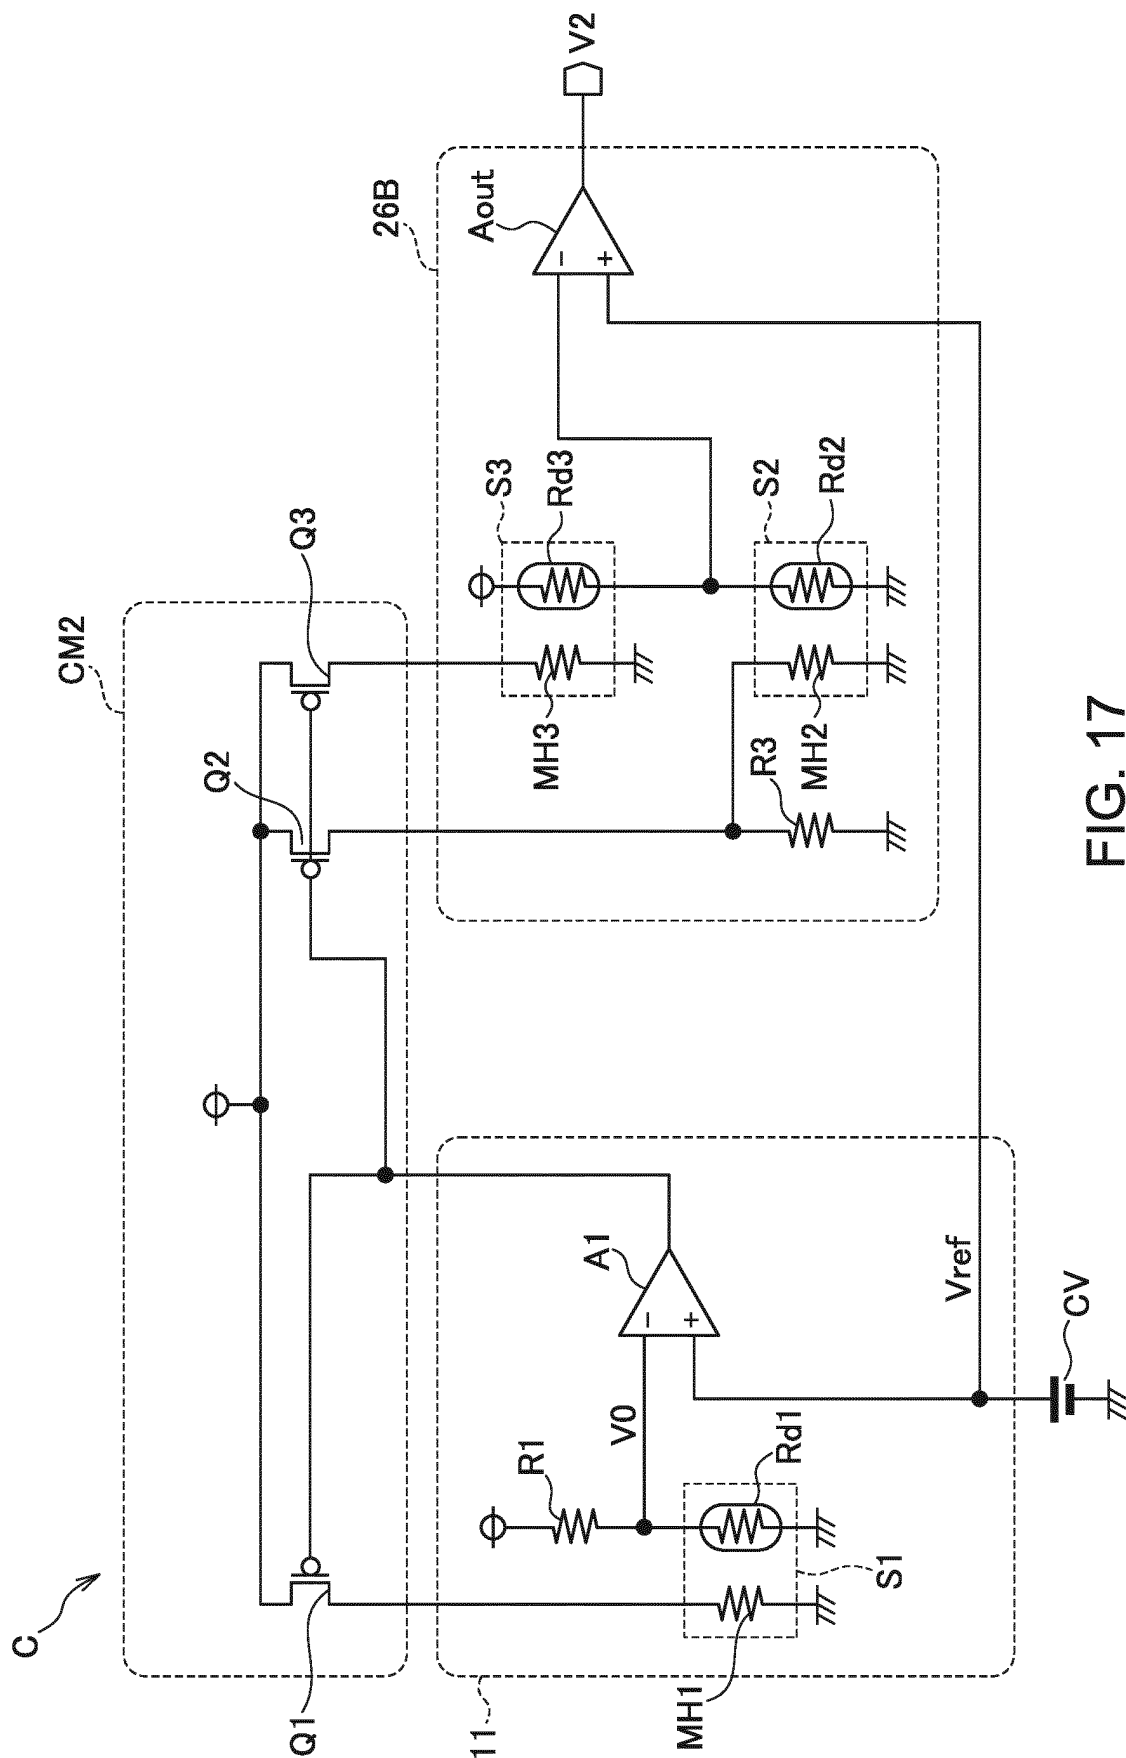 C
CM2
Q1
Q2
Q3
11
R1
V0
A1
MH1
S1
Rd1
Vref
CV
26B
S3
Rd3
MH3
R3
MH2
S2
Rd2
Aout
−
+
−
+
V2
FIG. 17